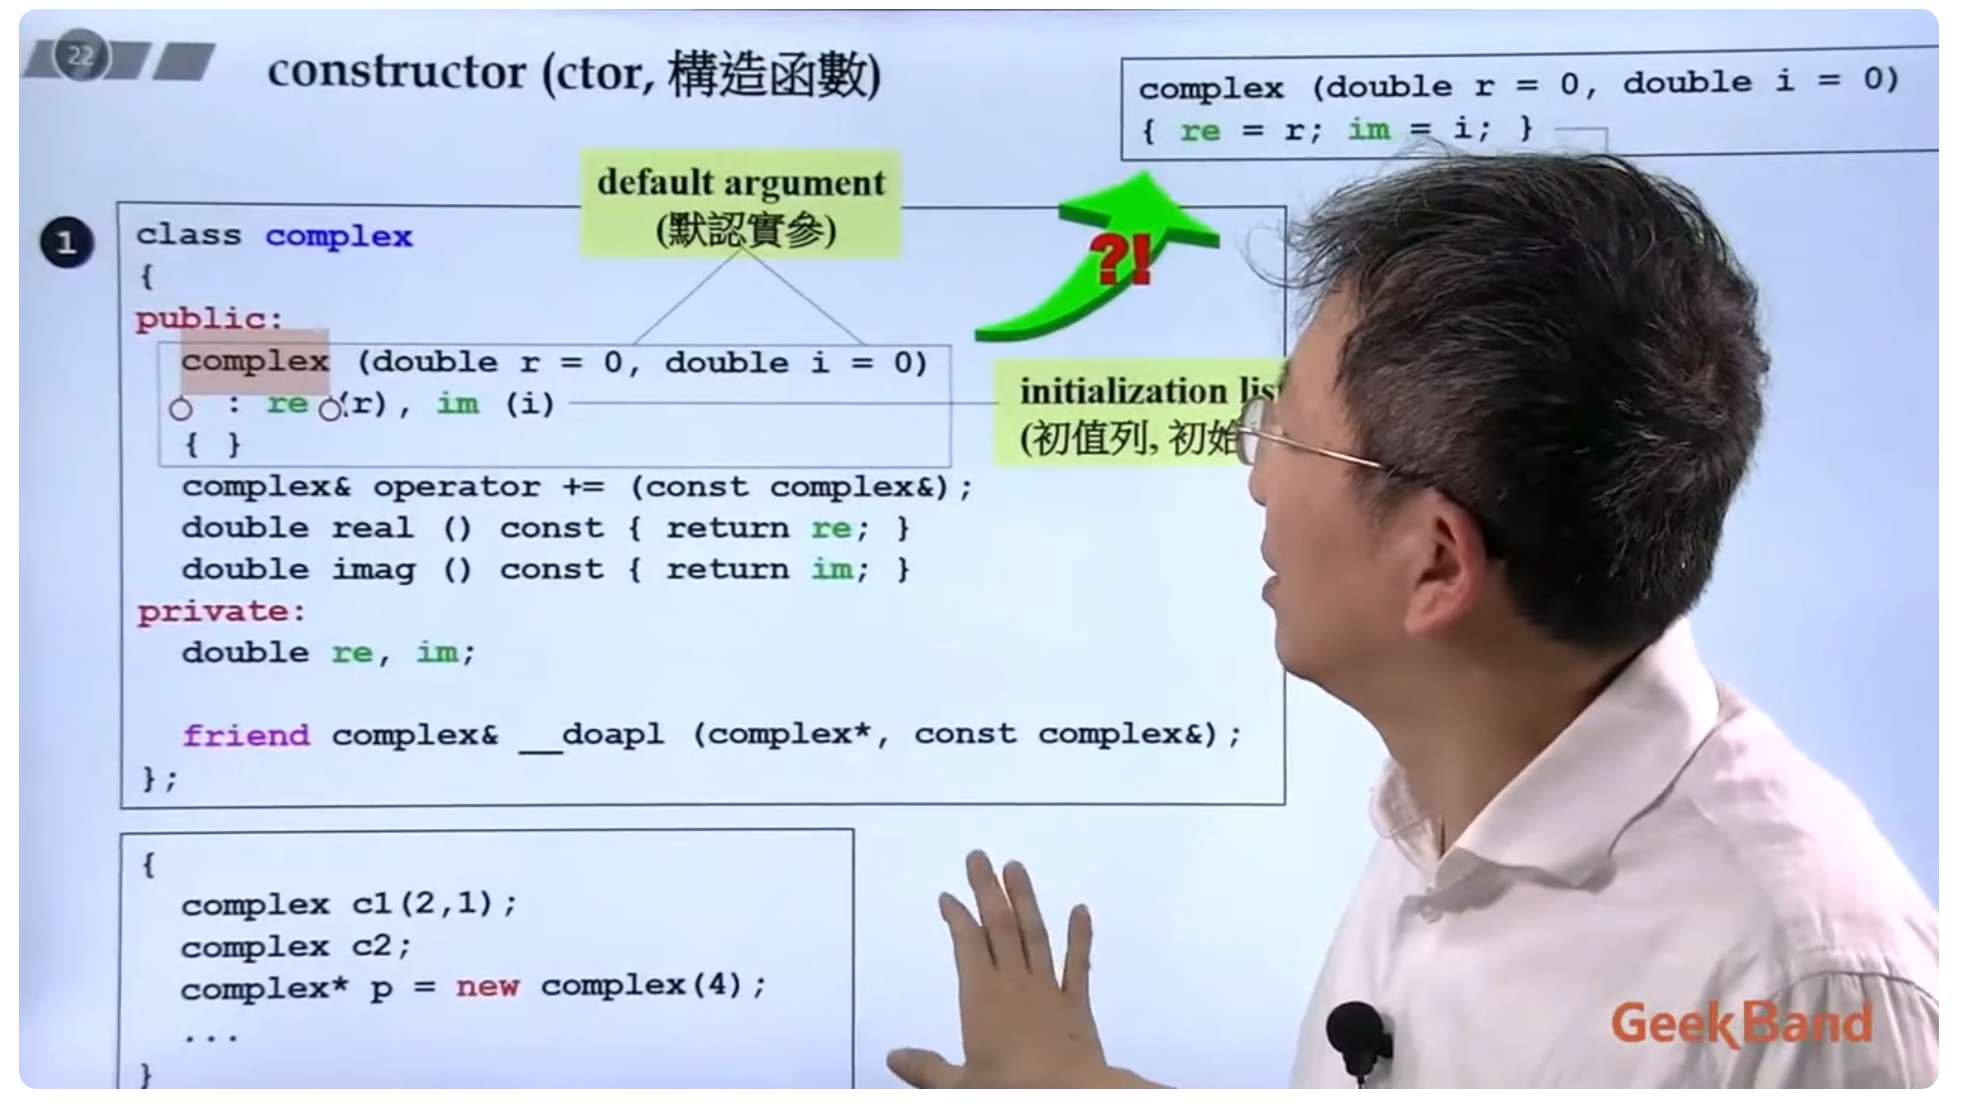 22
constructor (ctor, 構造函數)
complex (double r = 0, double i = 0)
{ re = r; im = i; }
default argument
(默認實參)
?!
1
class complex
{
public:
complex (double r = 0, double i = 0)
: re (r), im (i)
{ }
initialization list
(初值列, 初始
complex& operator += (const complex&);
double real () const { return re; }
double imag () const { return im; }
private:
double re, im;
friend complex& __doapl (complex*, const complex&);
};
{
complex c1(2,1);
complex c2;
complex* p = new complex(4);
...
}
GeekBand